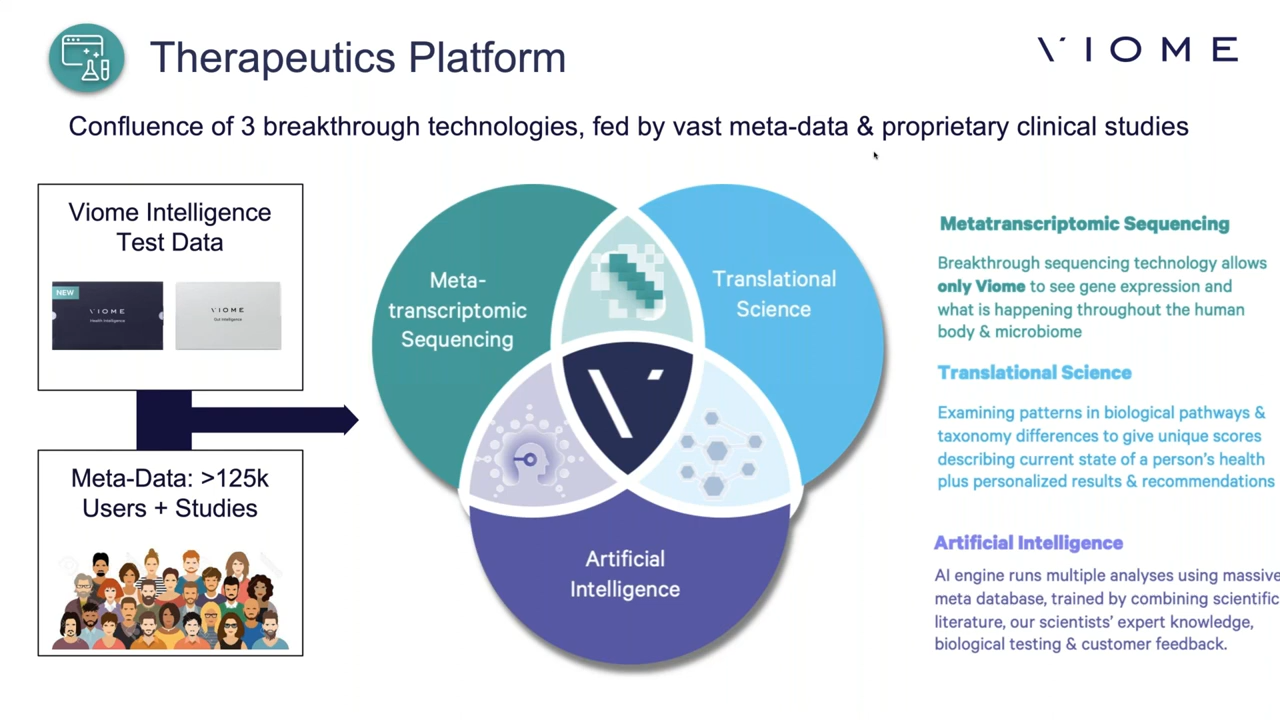 Therapeutics Platform
VIOME
Confluence of 3 breakthrough technologies, fed by vast meta-data & proprietary clinical studies
Viome Intelligence
Test Data
NEW
VIOME
Health Intelligence
VIOME
Gut Intelligence
Meta-Data: >125k
Users + Studies
Meta-
transcriptomic
Sequencing
Translational
Science
Artificial
Intelligence
Metatranscriptomic Sequencing
Breakthrough sequencing technology allows
only Viome to see gene expression and
what is happening throughout the human
body & microbiome
Translational Science
Examining patterns in biological pathways &
taxonomy differences to give unique scores
describing current state of a person's health
plus personalized results & recommendations
Artificial Intelligence
AI engine runs multiple analyses using massive
meta database, trained by combining scientific
literature, our scientists' expert knowledge,
biological testing & customer feedback.